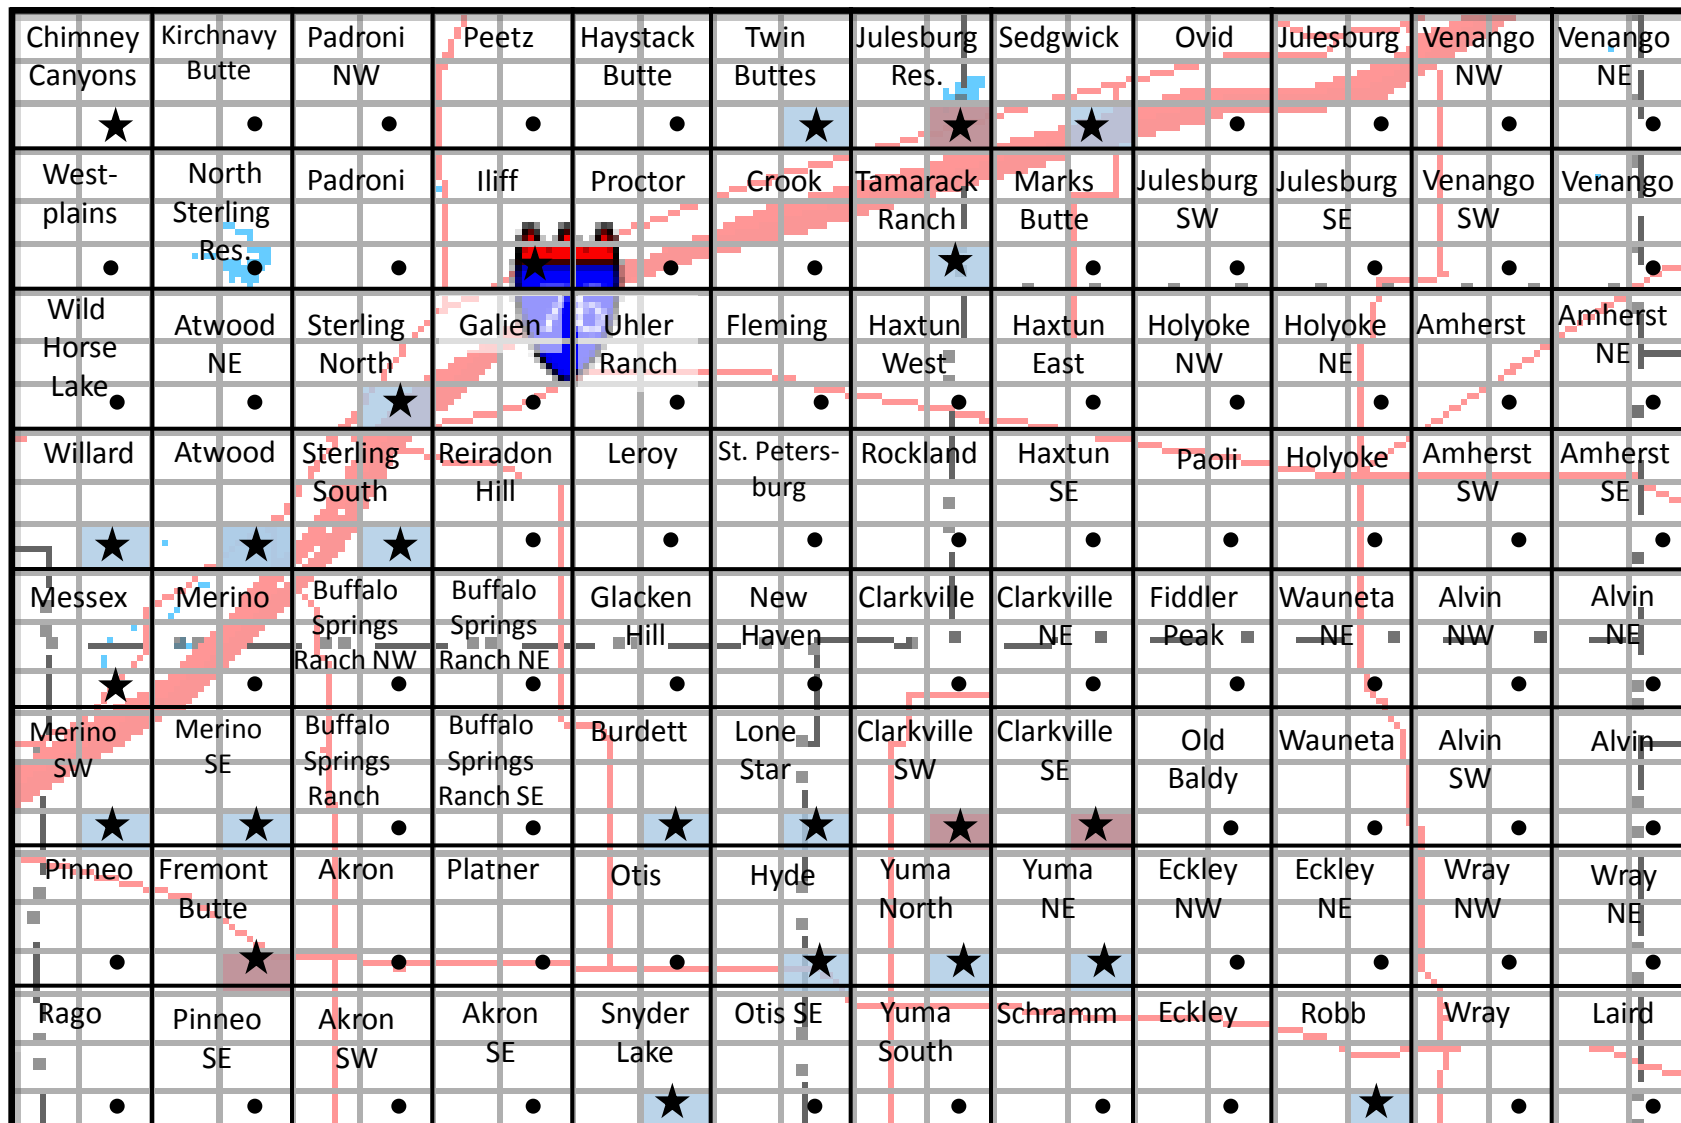 Chimney
Canyons
Kirchnavy
Butte
Padroni
NW
Peetz
Haystack
Butte
Twin
Buttes
Julesburg
Res.
Sedgwick
Ovid
Julesburg
Venango
NW
Venango
NE
West-
plains
North
Sterling
Res.
Padroni
Iliff
Proctor
Crook
Tamarack
Ranch
Marks
Butte
Julesburg
SW
Julesburg
SE
Venango
SW
Venango
Wild
Horse
Lake
Atwood
NE
Sterling
North
Galien
Uhler
Ranch
Fleming
Haxtun
West
Haxtun
East
Holyoke
NW
Holyoke
NE
Amherst
Amherst
NE
Willard
Atwood
Sterling
South
Reiradon
Hill
Leroy
St. Peters-
burg
Rockland
Haxtun
SE
Paoli
Holyoke
Amherst
SW
Amherst
SE
Messex
Merino
Buffalo
Springs
Ranch NW
Buffalo
Springs
Ranch NE
Glacken
Hill
New
Haven
Clarkville
Clarkville
NE
Fiddler
Peak
Wauneta
NE
Alvin
NW
Alvin
NE
Merino
SW
Merino
SE
Buffalo
Springs
Ranch
Buffalo
Springs
Ranch SE
Burdett
Lone
Star
Clarkville
SW
Clarkville
SE
Old
Baldy
Wauneta
Alvin
SW
Alvin
Pinneo
Fremont
Butte
Akron
Platner
Otis
Hyde
Yuma
North
Yuma
NE
Eckley
NW
Eckley
NE
Wray
NW
Wray
NE
Rago
Pinneo
SE
Akron
SW
Akron
SE
Snyder
Lake
Otis SE
Yuma
South
Schramm
Eckley
Robb
Wray
Laird